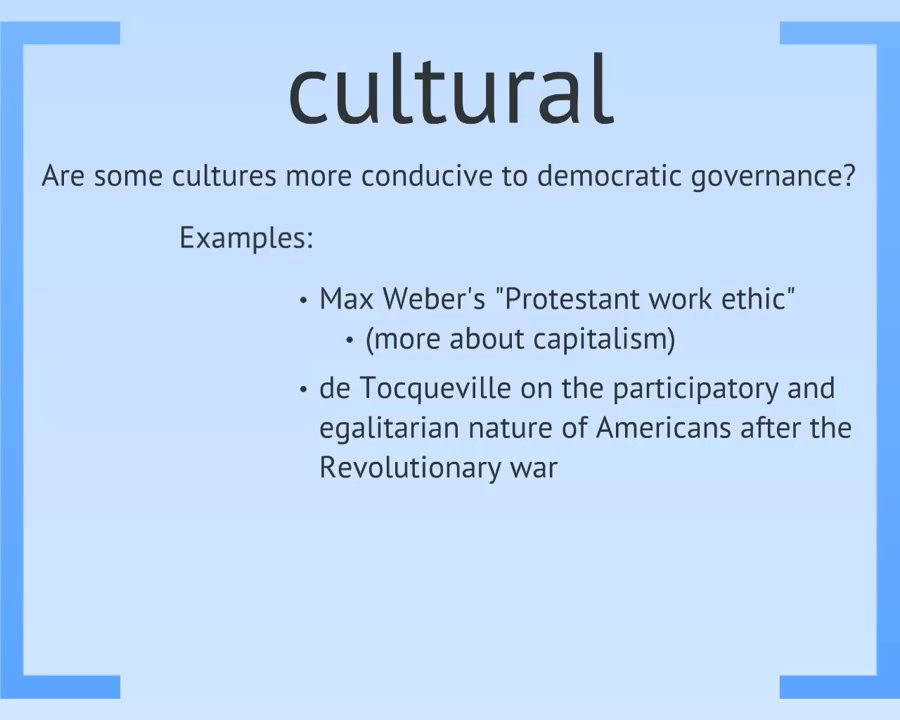 cultural
Are some cultures more conducive to democratic governance?
Examples:
• Max Weber's "Protestant work ethic"
• (more about capitalism)
• de Tocqueville on the participatory and
egalitarian nature of Americans after the
Revolutionary war